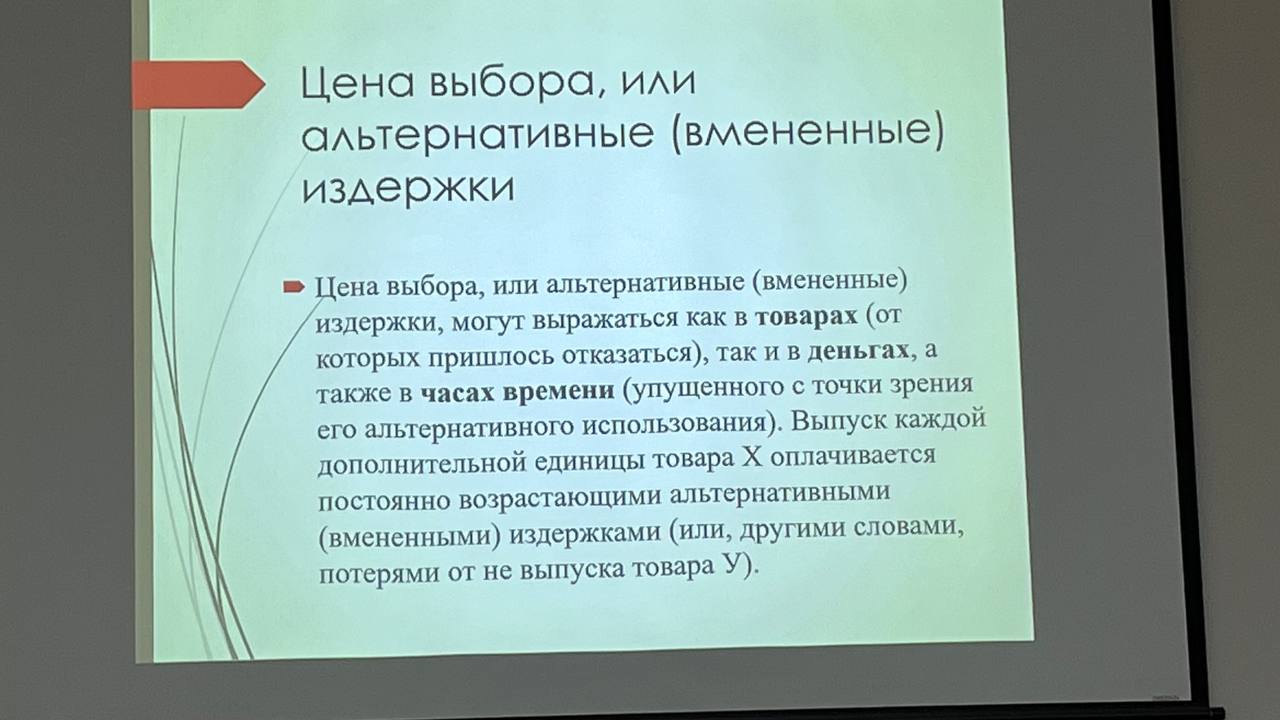 Цена выбора, или
альтернативные (вмененные)
издержки
Цена выбора, или альтернативные (вмененные)
издержки, могут выражаться как в товарах (от
которых пришлось отказаться), так и в деньгах, а
также в часах времени (упущенного с точки зрения
его альтернативного использования). Выпуск каждой
дополнительной единицы товара X оплачивается
постоянно возрастающими альтернативными
(вмененными) издержками (или, другими словами,
потерями от не выпуска товара У).